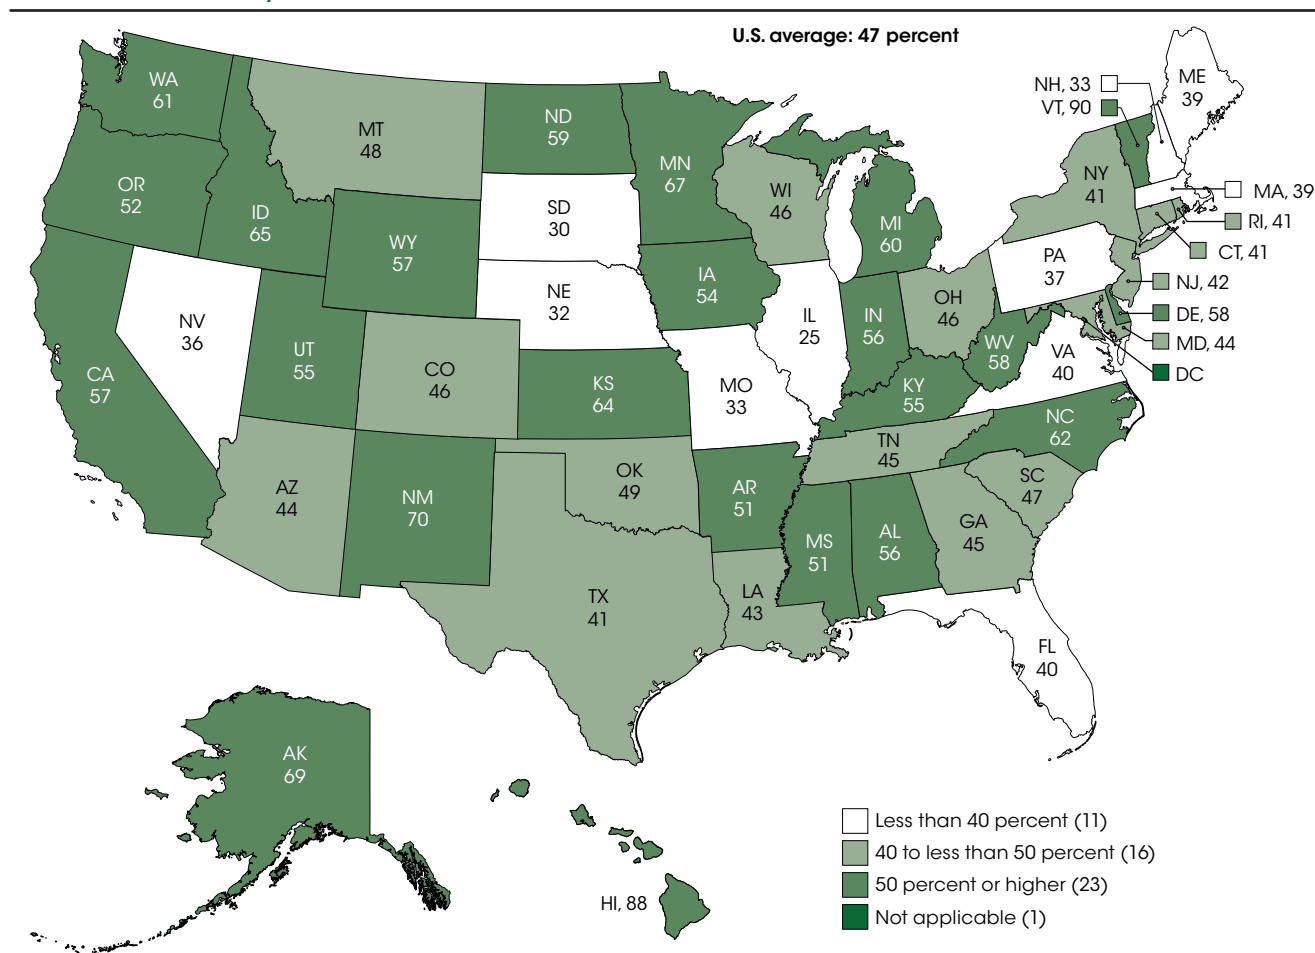 U.S. average: 47 percent
WA
61
OR
52
CA
57
NV
36
ID
65
MT
48
WY
57
UT
55
AZ
44
CO
46
NM
70
ND
59
SD
30
NE
32
KS
64
OK
49
TX
41
MN
67
IA
54
MO
33
AR
51
LA
43
WI
46
IL
25
MI
60
IN
56
OH
46
KY
55
TN
45
MS
51
AL
56
GA
45
FL
40
SC
47
NC
62
WV
58
VA
40
PA
37
NY
41
ME
39
NH, 33
VT, 90
MA, 39
RI, 41
CT, 41
NJ, 42
DE, 58
MD, 44
DC
AK
69
HI, 88
Less than 40 percent (11)
40 to less than 50 percent (16)
50 percent or higher (23)
Not applicable (1)